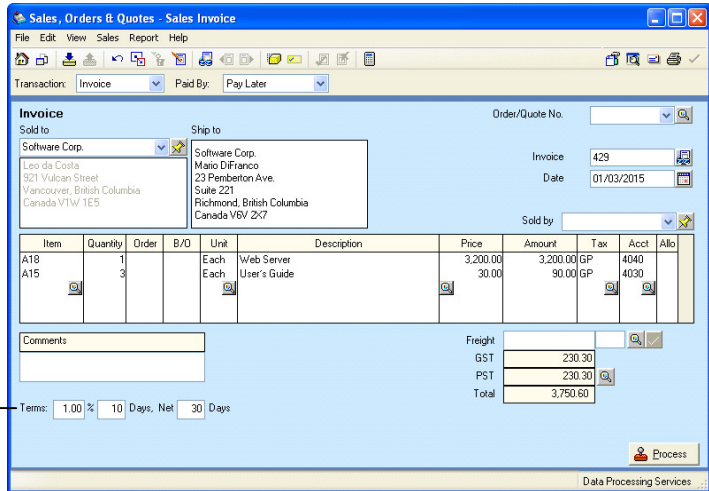 Sales, Orders & Quotes - Sales Invoice
File Edit View Sales Report Help
Transaction: Invoice Paid By: Pay Later
Invoice
Order/Quote No.
Sold to Ship to
Software Corp.
Leo da Costa
921 Vulcan Street
Vancouver, British Columbia
Canada V1W 1E5
Software Corp.
Mario DiFranco
23 Pemberton Ave.
Suite 221
Richmond, British Columbia
Canada V6V 2X7
Invoice 429
Date 01/03/2015
Sold by
Item Quantity Order B/O Unit Description Price Amount Tax Acct Allo
A18 1 Each Web Server 3,200.00 3,200.00 GP 4040
A15 3 Each User's Guide 30.00 90.00 GP 4030
Comments
Freight
GST 230.30
PST 230.30
Total 3,750.60
Terms: 1.00 % 10 Days, Net 30 Days
Process
Data Processing Services